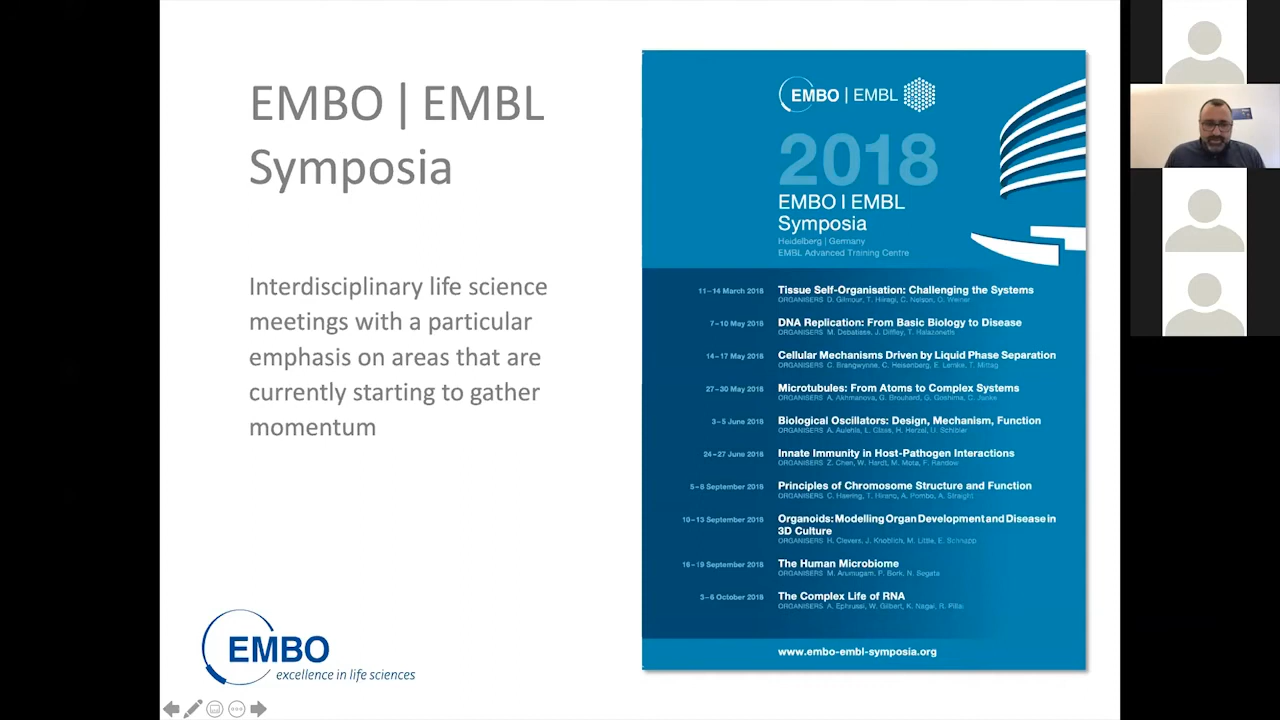 EMBO | EMBL
Symposia
Interdisciplinary life science
meetings with a particular
emphasis on areas that are
currently starting to gather
momentum
EMBO
excellence in life sciences
EMBO | EMBL
2018
EMBO | EMBL
Symposia
Heidelberg | Germany
EMBL Advanced Training Centre
11–14 March 2018 Tissue Self-Organisation: Challenging the Systems
ORGANISERS D. Gilmour, T. Hiiragi, C. Nelson, O. Weiner
7–10 May 2018 DNA Replication: From Basic Biology to Disease
ORGANISERS M. Debatisse, J. Diffley, T. Halazonetis
14–17 May 2018 Cellular Mechanisms Driven by Liquid Phase Separation
ORGANISERS C. Brangwynne, C. Heisenberg, E. Lemke, T. Mittag
27–30 May 2018 Microtubules: From Atoms to Complex Systems
ORGANISERS A. Akhmanova, G. Brouhard, G. Goshima, C. Janke
3–5 June 2018 Biological Oscillators: Design, Mechanism, Function
ORGANISERS A. Aulehla, L. Glass, H. Herzel, U. Schibler
24–27 June 2018 Innate Immunity in Host-Pathogen Interactions
ORGANISERS Z. Chen, W. Hardt, M. Mota, F. Randow
5–8 September 2018 Principles of Chromosome Structure and Function
ORGANISERS C. Haering, T. Hirano, A. Pombo, A. Straight
10–13 September 2018 Organoids: Modelling Organ Development and Disease in
3D Culture
ORGANISERS H. Clevers, J. Knoblich, M. Little, E. Schnapp
16–19 September 2018 The Human Microbiome
ORGANISERS M. Arumugam, P. Bork, N. Segata
3–6 October 2018 The Complex Life of RNA
ORGANISERS A. Ephrussi, W. Gilbert, K. Nagai, R. Pillai
www.embo-embl-symposia.org